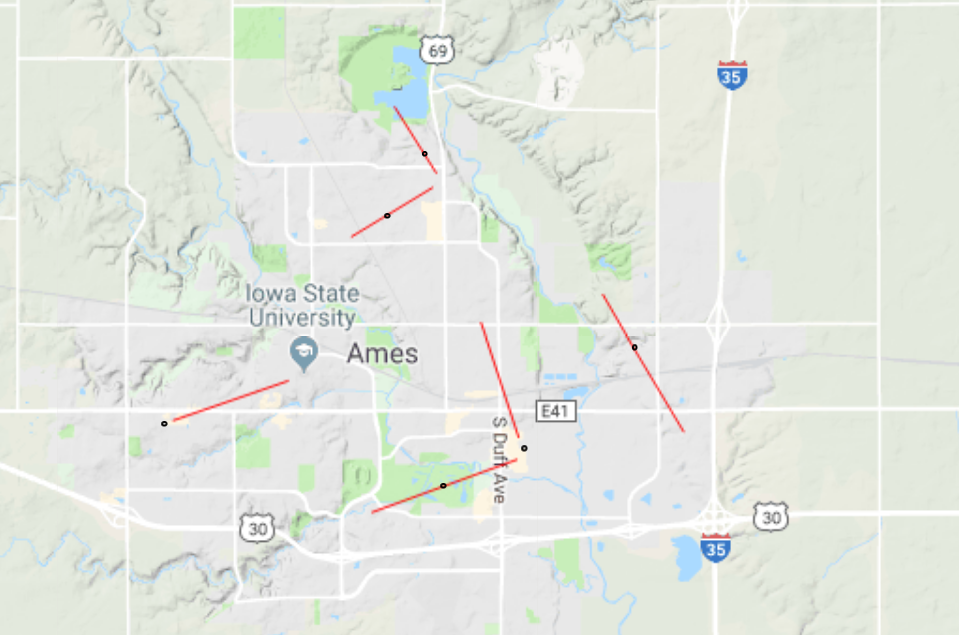 69
35
Iowa State
University
Ames
E41
S Duff Ave
30
30
35